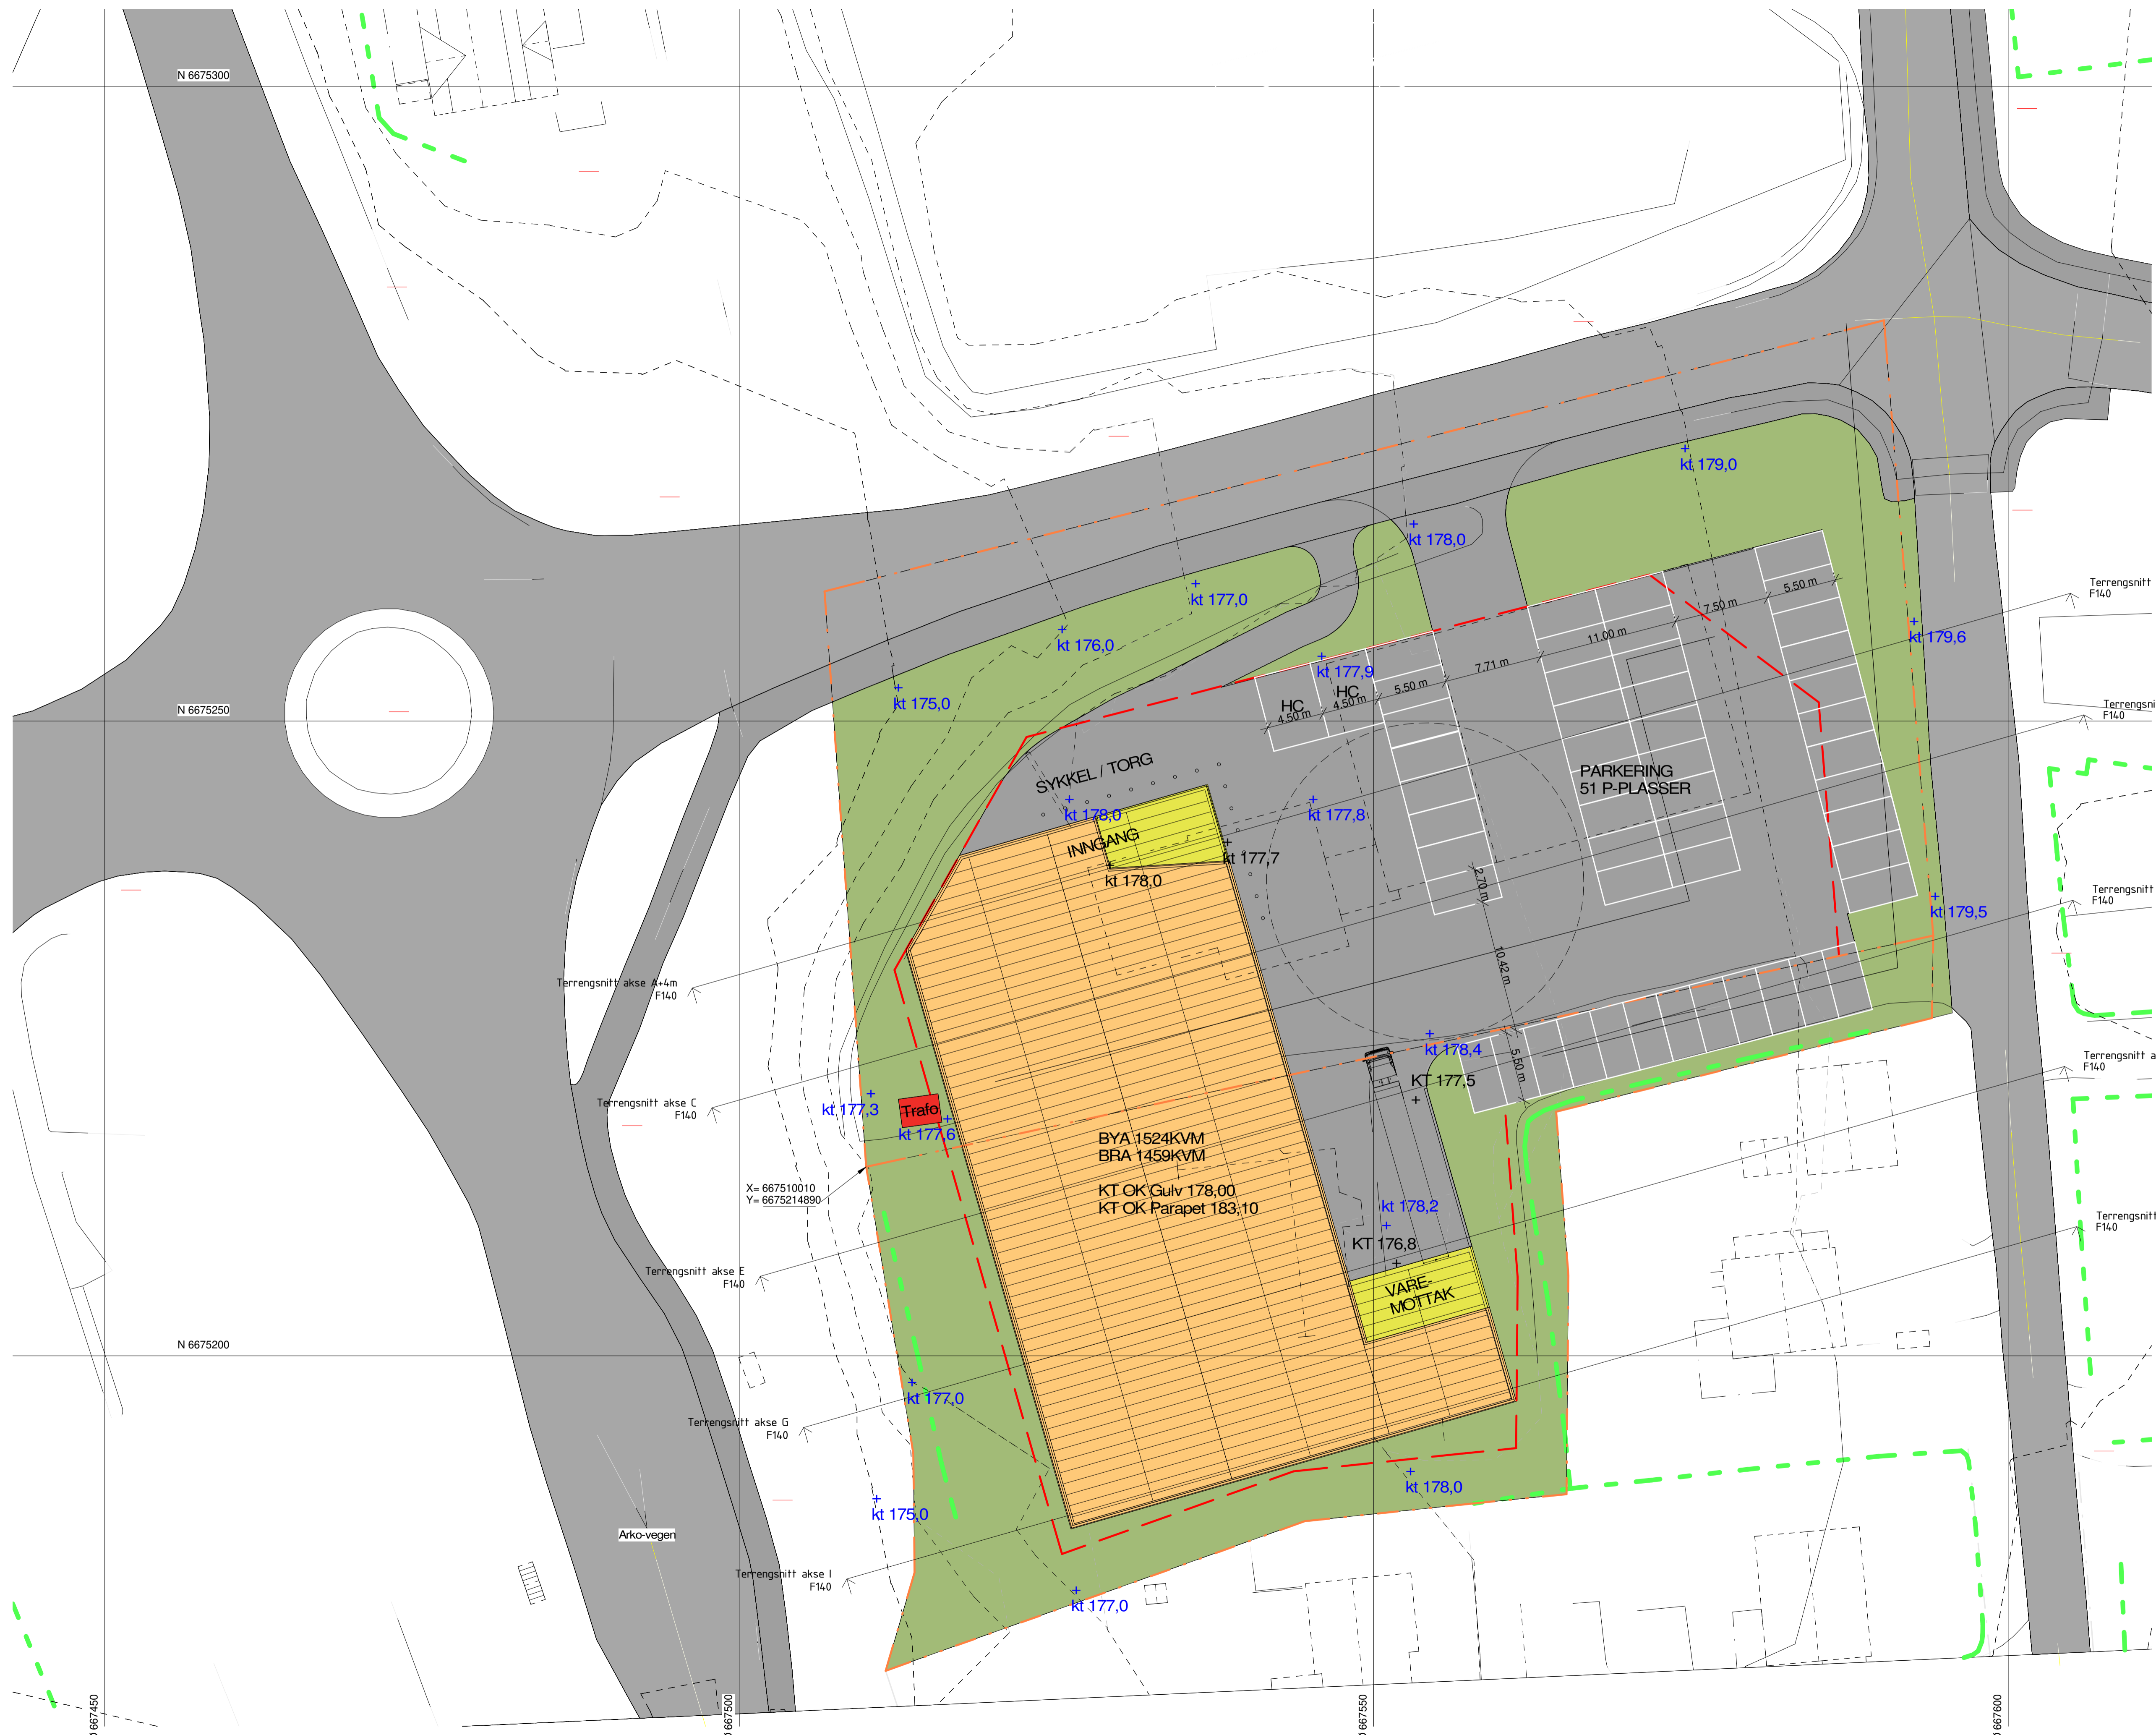 N 6675300
kt 179,0
kt 178,0
Terrengsnitt
F140
5.50 m
7.50 m
kt 177,0
kt 179,6
11.00 m
kt 176,0
7.71 m
kt 177,9
5.50 m
HC
HC
4.50 m
4.50 m
kt 175,0
N 6675250
F140
SYKKEL / TORG
PARKERING
51 P-PLASSER
kt 178,0
kt 177,8
INNGANG
kt 177,7
kt 178,0
2.70 m
Terrengsnitt
F140
kt 179,5
10.42 m
Terrengsnitt akse A+4m
F140
kt 178,4
5.50 m
Terrengsnitt a
F140
KT 177,5
Terrengsnitt akse C
F140
kt 177,3
Trafo
kt 177,6
BYA 1524KVM
BRA 1459KVM
X= 667510010
Y= 6675214890
KT OK Gulv 178,00
KT OK Parapet 183,10
kt 178,2
F140
KT 176,8
Terrengsnitt akse E
F140
VARE-
MOTTAK
N 6675200
kt 177,0
Terrengsnitt akse G
F140
kt 178,0
kt 175,0
Arko-vegen
Terrengsnitt akse I
F140
kt 177,0
667450
667500
667550
667600